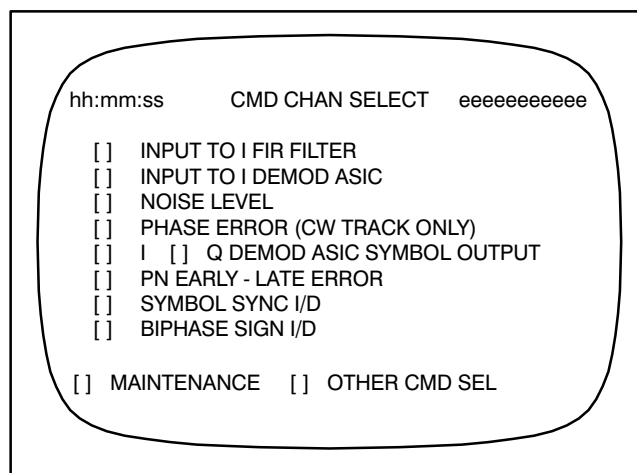 hh:mm:ss CMD CHAN SELECT eeeeeeeeeee
[ ] INPUT TO I FIR FILTER
[ ] INPUT TO I DEMOD ASIC
[ ] NOISE LEVEL
[ ] PHASE ERROR (CW TRACK ONLY)
[ ] I [ ] Q DEMOD ASIC SYMBOL OUTPUT
[ ] PN EARLY - LATE ERROR
[ ] SYMBOL SYNC I/D
[ ] BIPHASE SIGN I/D
[ ] MAINTENANCE [ ] OTHER CMD SEL